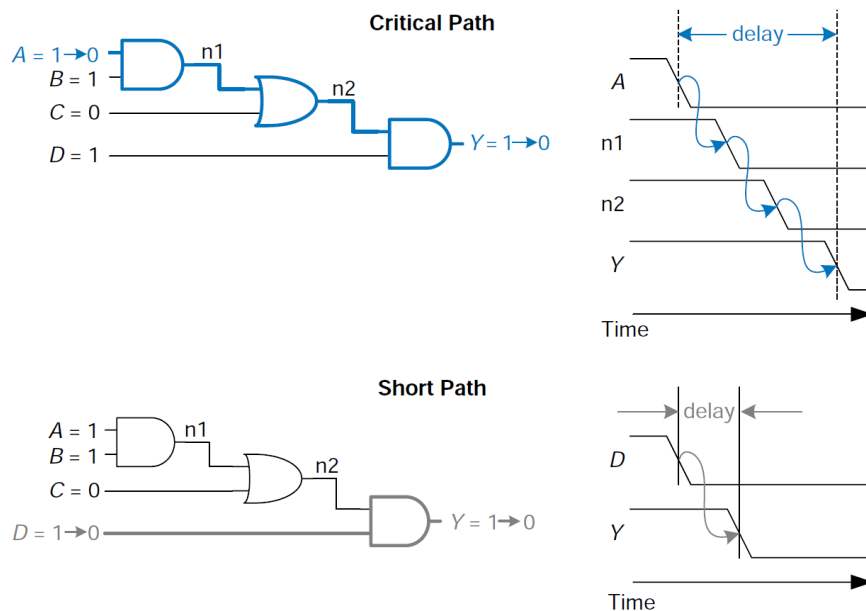 Critical Path
A = 1→0
B = 1
C = 0
D = 1
n1
n2
Y = 1→0
delay
A
n1
n2
Y
Time
Short Path
A = 1
B = 1
C = 0
D = 1→0
n1
n2
Y = 1→0
delay
D
Y
Time